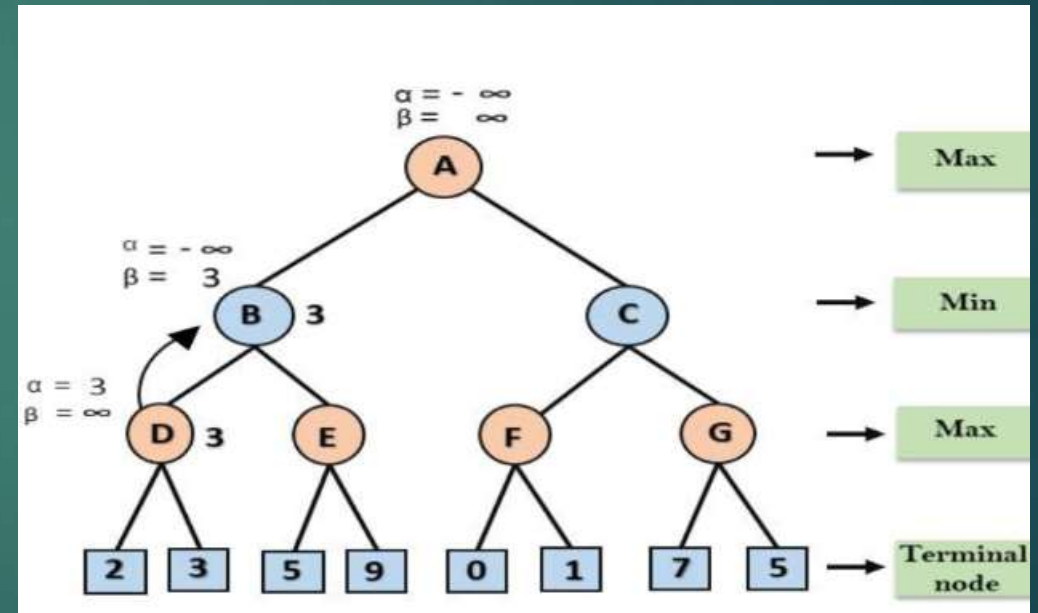 α = - ∞
β = ∞
A
Max
α = - ∞
β = 3
B 3
C
Min
α = 3
β = ∞
D 3
E
F
G
Max
2 3 5 9 0 1 7 5
Terminal
node